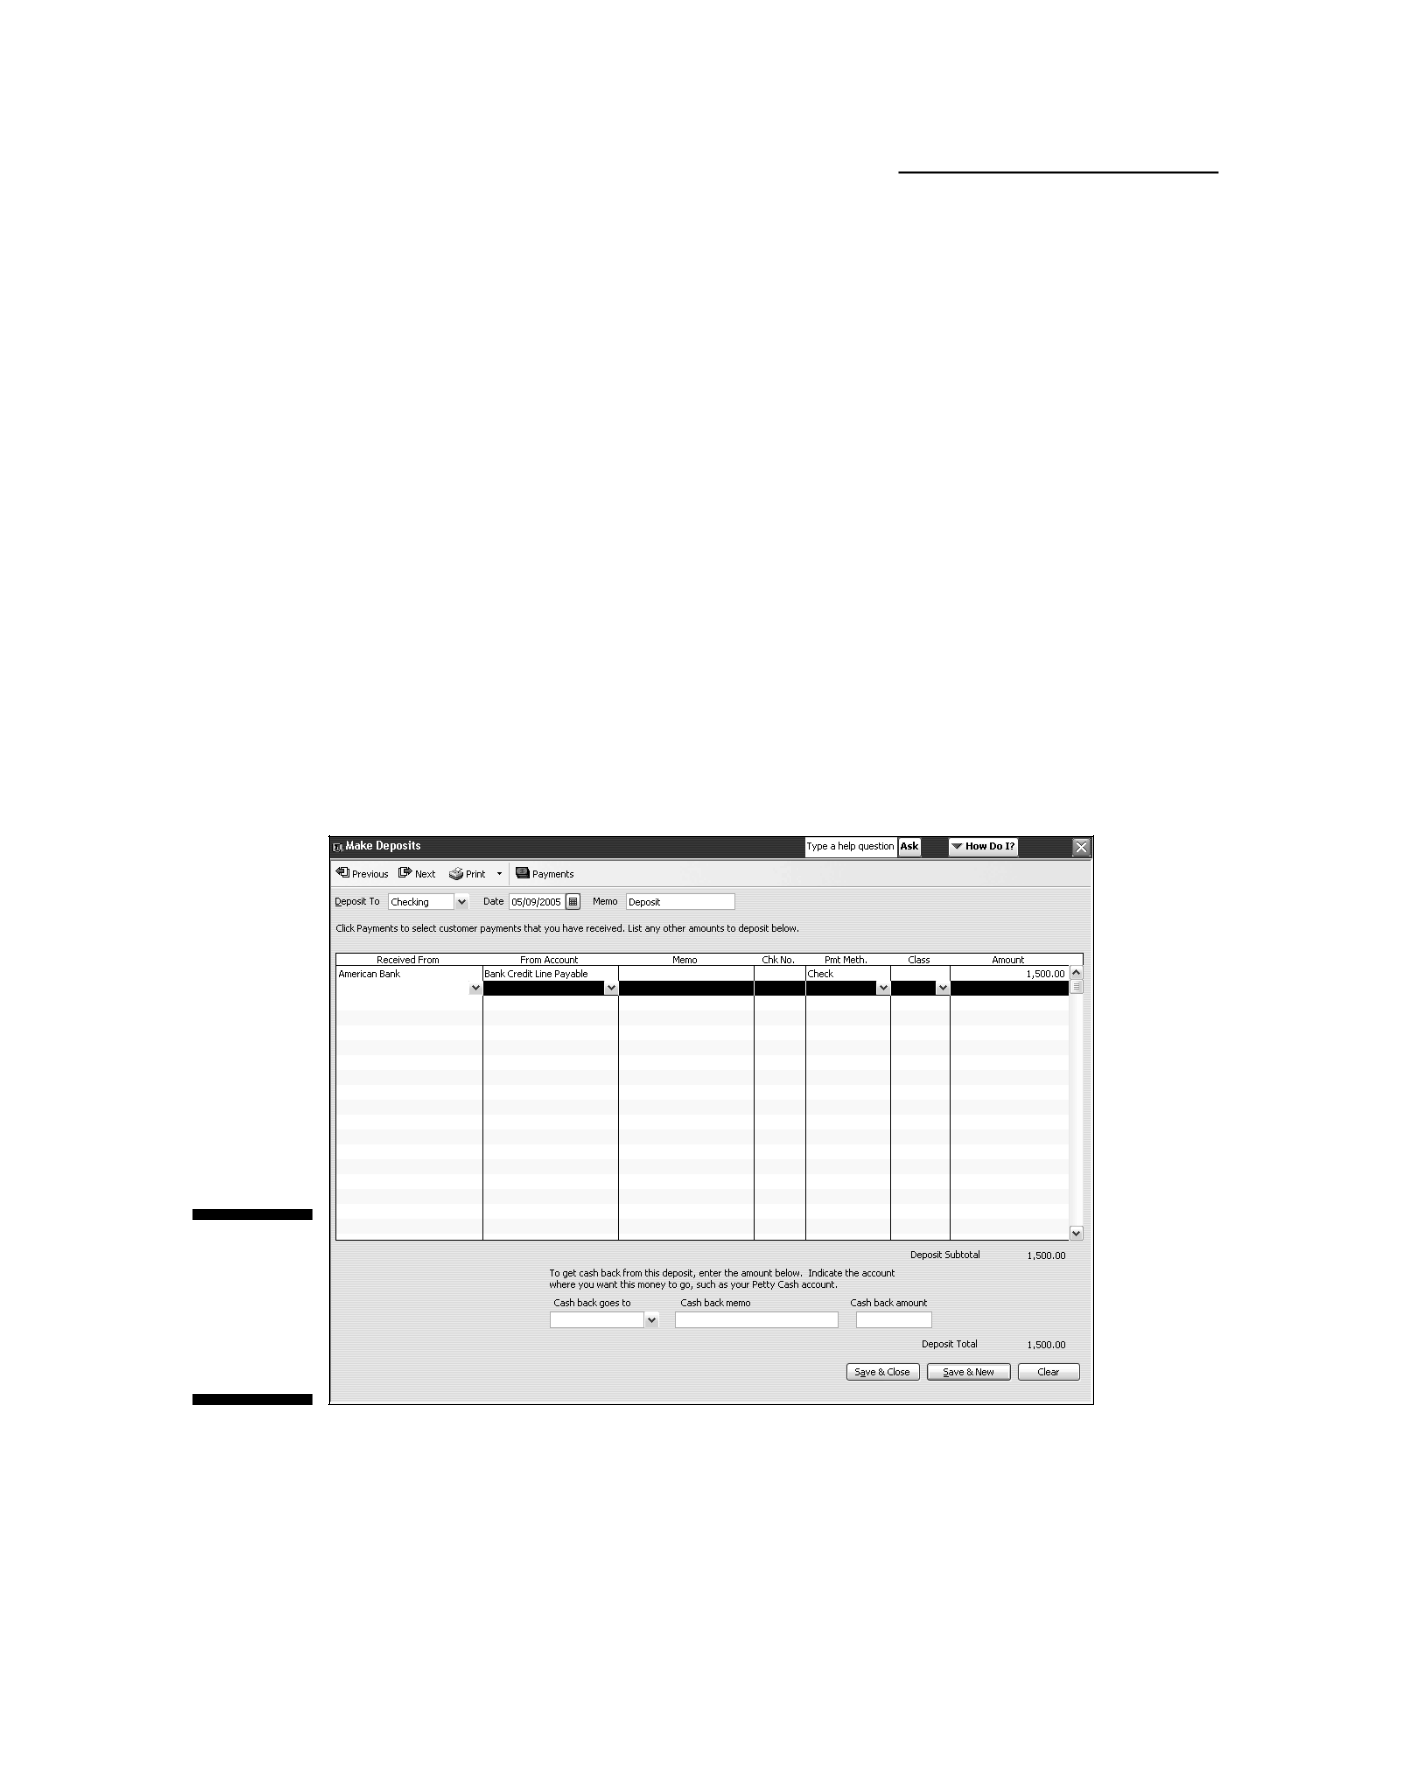 Make Deposits Type a help question Ask How Do I?
Previous Next Print Payments
Deposit To Checking Date 05/09/2005 Memo Deposit
Click Payments to select customer payments that you have received. List any other amounts to deposit below.
Received From From Account Memo Chk No. Pmt Meth. Class Amount
American Bank Bank Credit Line Payable Check 1,500.00
Deposit Subtotal 1,500.00
To get cash back from this deposit, enter the amount below. Indicate the account
where you want this money to go, such as your Petty Cash account.
Cash back goes to Cash back memo Cash back amount
Deposit Total 1,500.00
Save & Close Save & New Clear